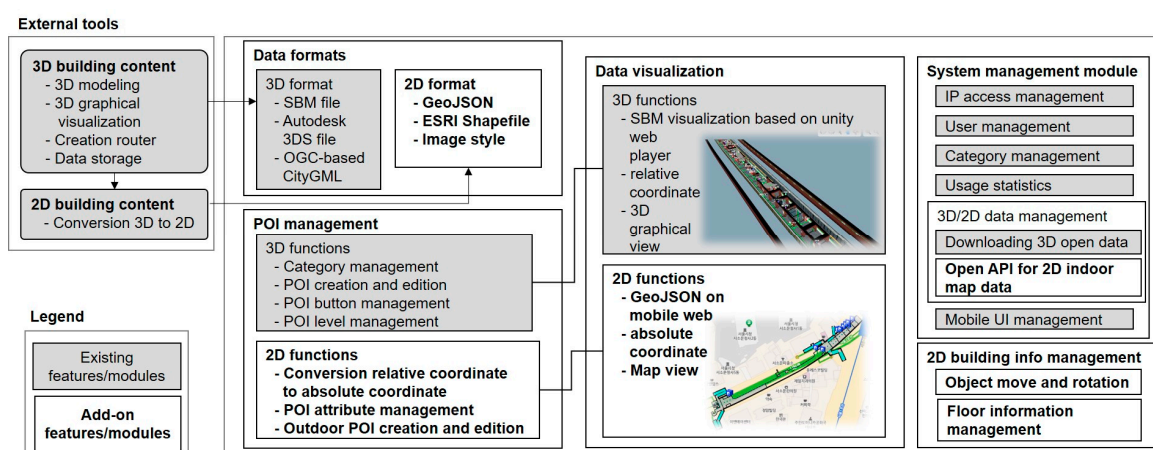 External tools
3D building content
- 3D modeling
- 3D graphical
visualization
- Creation router
- Data storage
2D building content
- Conversion 3D to 2D
Legend
Existing
features/modules
Add-on
features/modules
Data formats
3D format
- SBM file
- Autodesk
3DS file
- OGC-based
CityGML
2D format
- GeoJSON
- ESRI Shapefile
- Image style
POI management
3D functions
- Category management
- POI creation and edition
- POI button management
- POI level management
2D functions
- Conversion relative coordinate
to absolute coordinate
- POI attribute management
- Outdoor POI creation and edition
Data visualization
3D functions
- SBM visualization based on unity
web
player
- relative
coordinate
- 3D
graphical
view
2D functions
- GeoJSON on
mobile web
- absolute
coordinate
- Map view
System management module
IP access management
User management
Category management
Usage statistics
3D/2D data management
Downloading 3D open data
Open API for 2D indoor
map data
Mobile UI management
2D building info management
Object move and rotation
Floor information
management